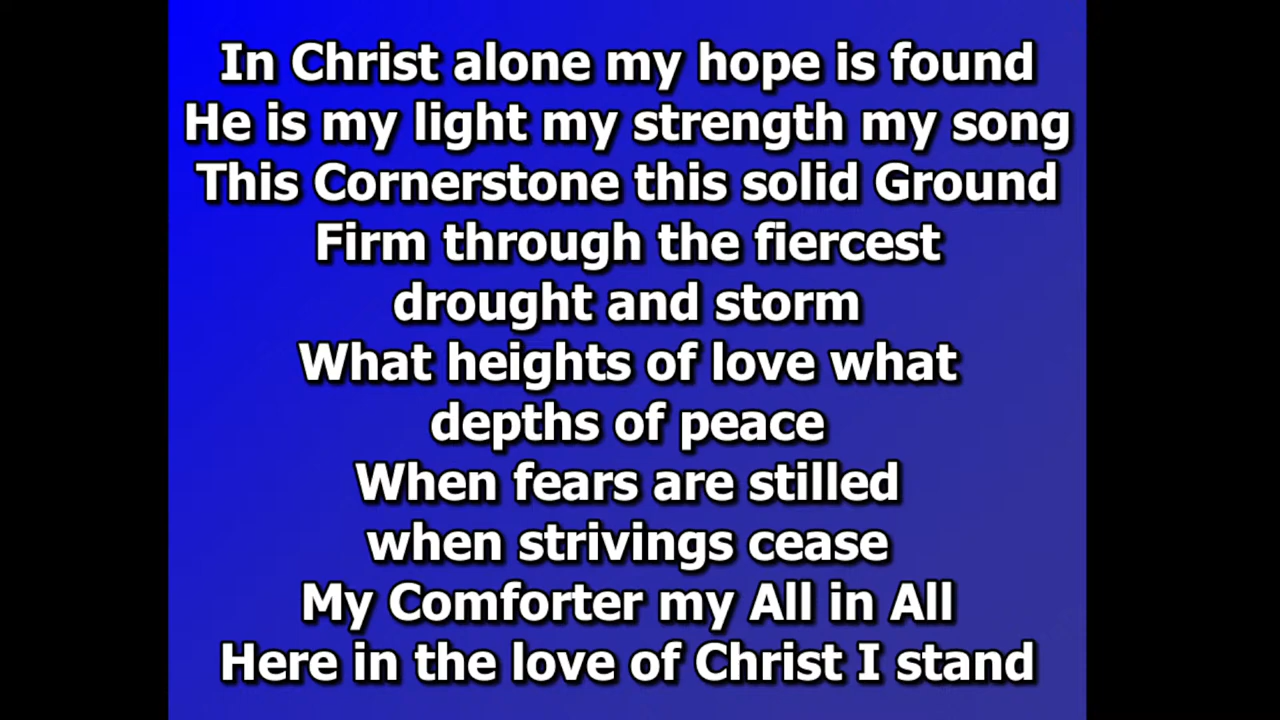 In Christ alone my hope is found
He is my light my strength my song
This Cornerstone this solid Ground
Firm through the fiercest
drought and storm
What heights of love what
depths of peace
When fears are stilled
when strivings cease
My Comforter my All in All
Here in the love of Christ I stand